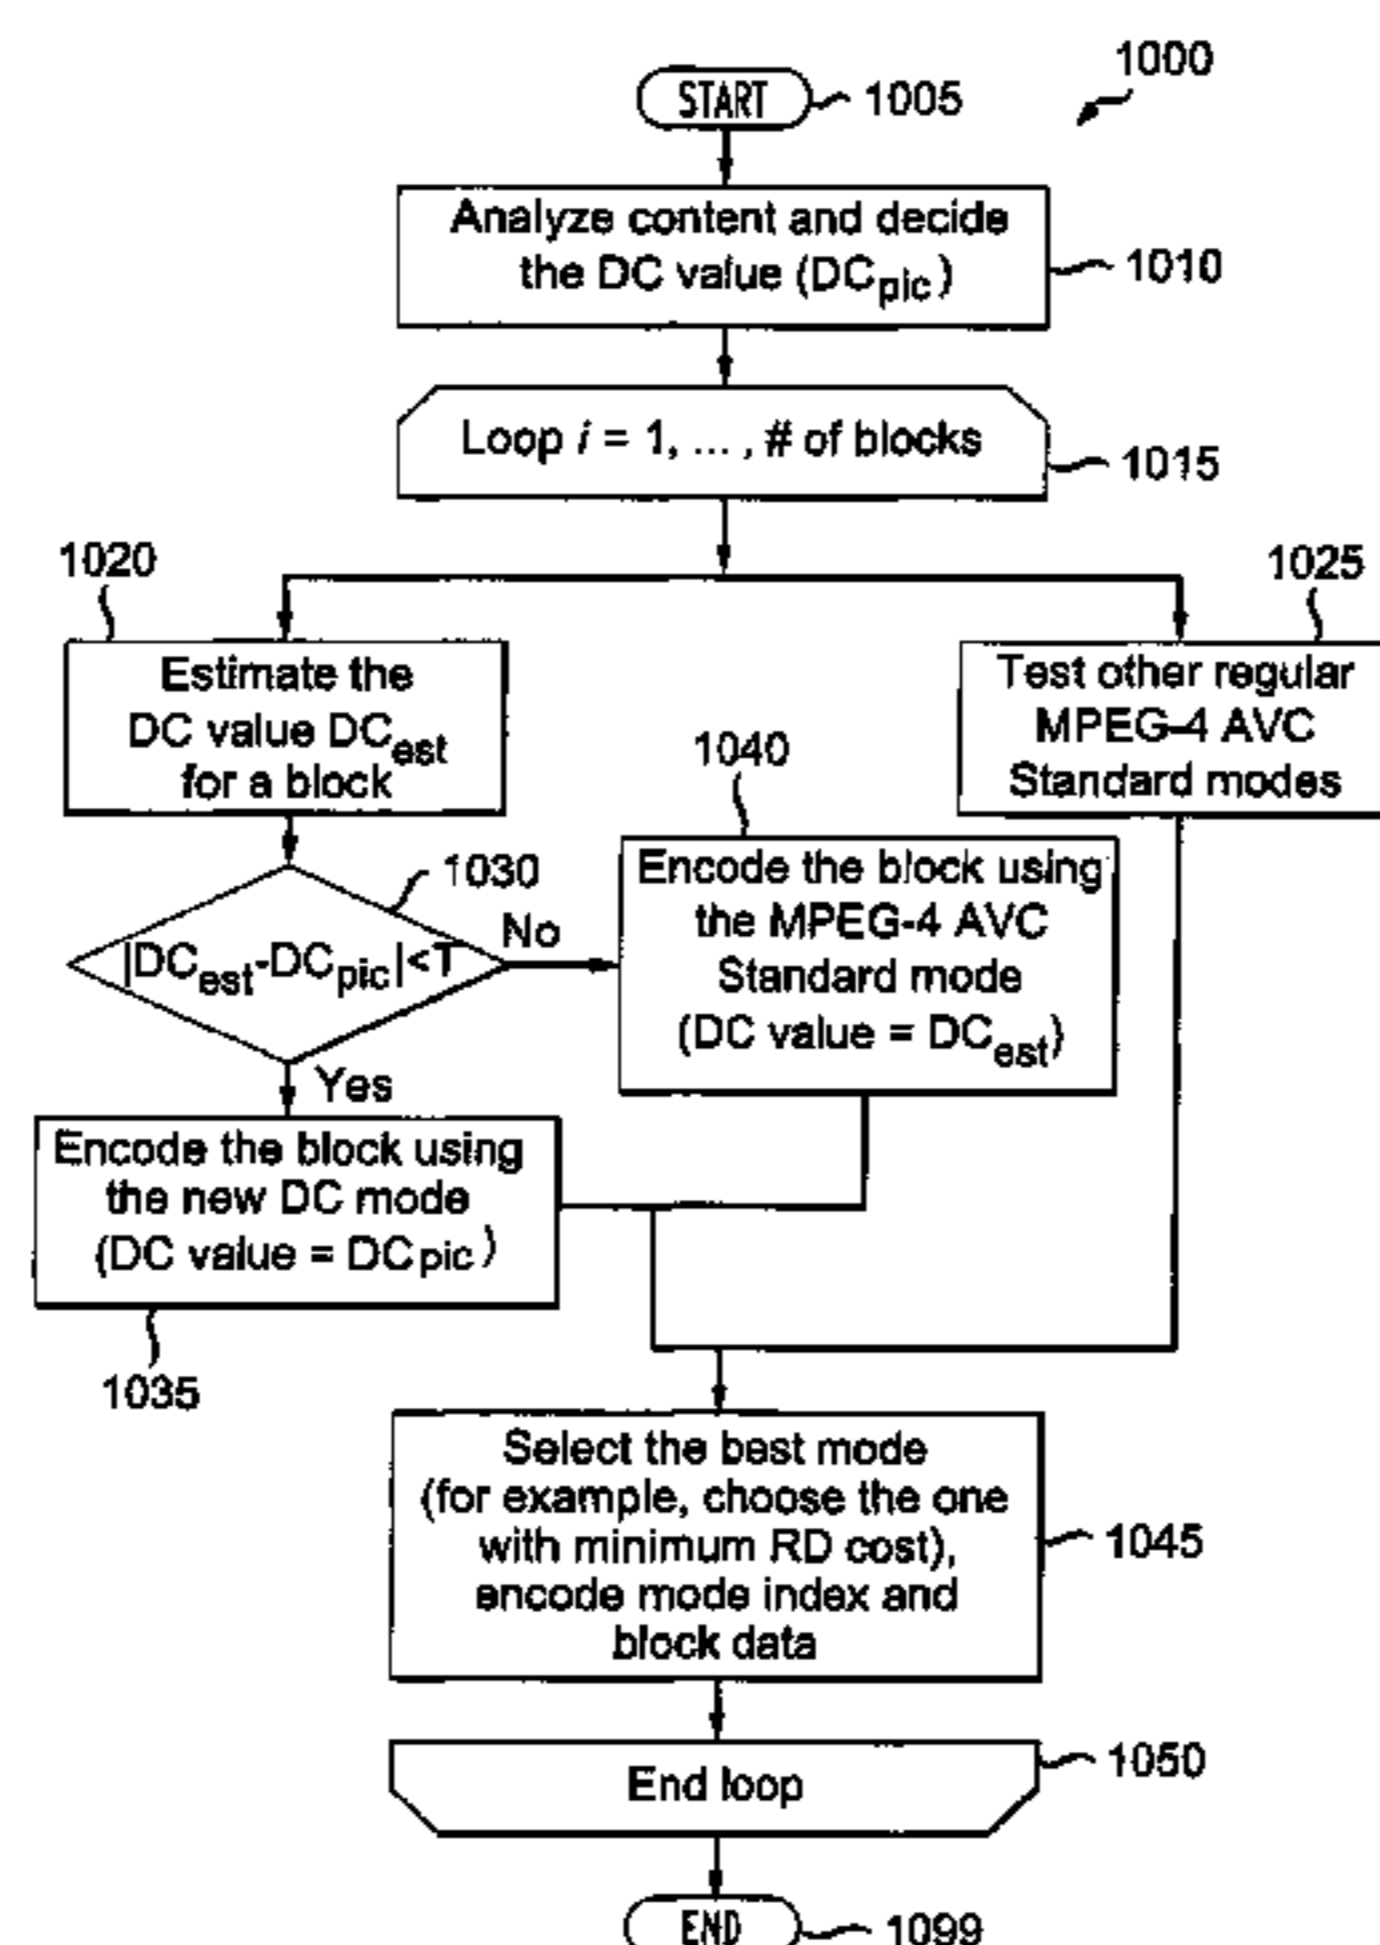 1000
START
1005
Analyze content and decide
the DC value (DCpic)
1010
Loop i = 1, ... , # of blocks
1015
1020
Estimate the
DC value DCest
for a block
1025
Test other regular
MPEG-4 AVC
Standard modes
1030
|DCest-DCpic|<T
No
Yes
1040
Encode the block using
the MPEG-4 AVC
Standard mode
(DC value = DCest)
Encode the block using
the new DC mode
(DC value = DCpic)
1035
Select the best mode
(for example, choose the one
with minimum RD cost),
encode mode index and
block data
1045
End loop
1050
END
1099